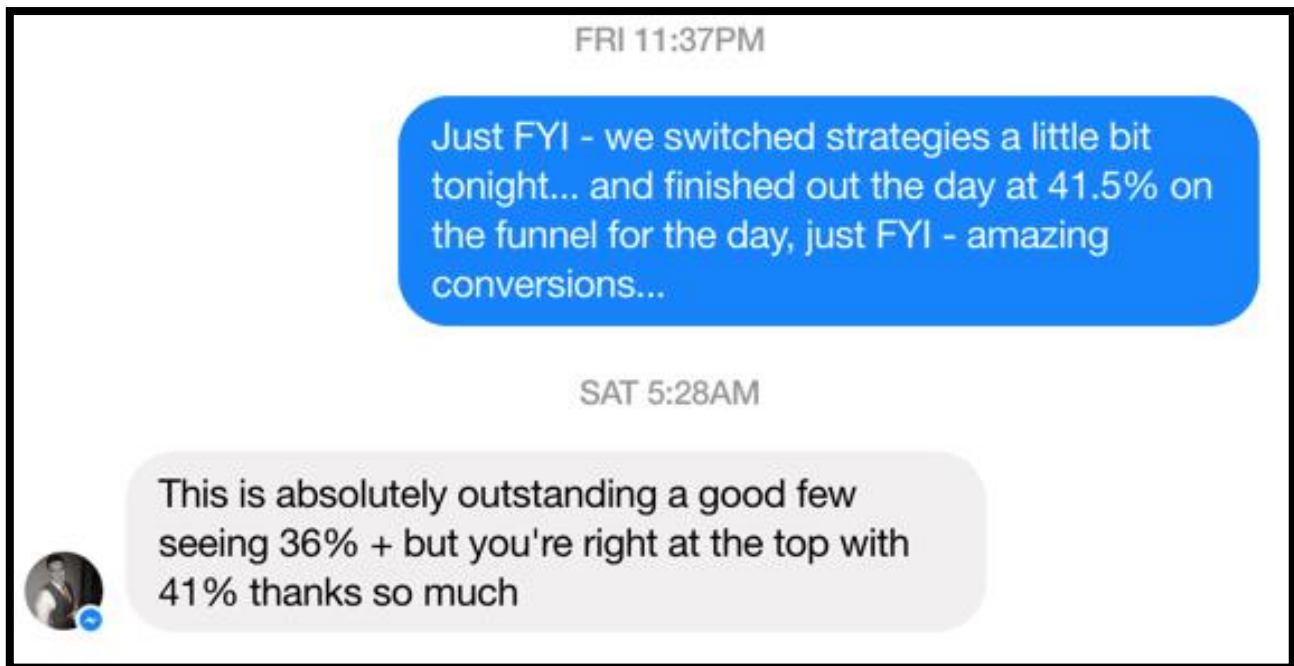 FRI 11:37PM
Just FYI - we switched strategies a little bit
tonight... and finished out the day at 41.5% on
the funnel for the day, just FYI - amazing
conversions...
SAT 5:28AM
This is absolutely outstanding a good few
seeing 36% + but you're right at the top with
41% thanks so much